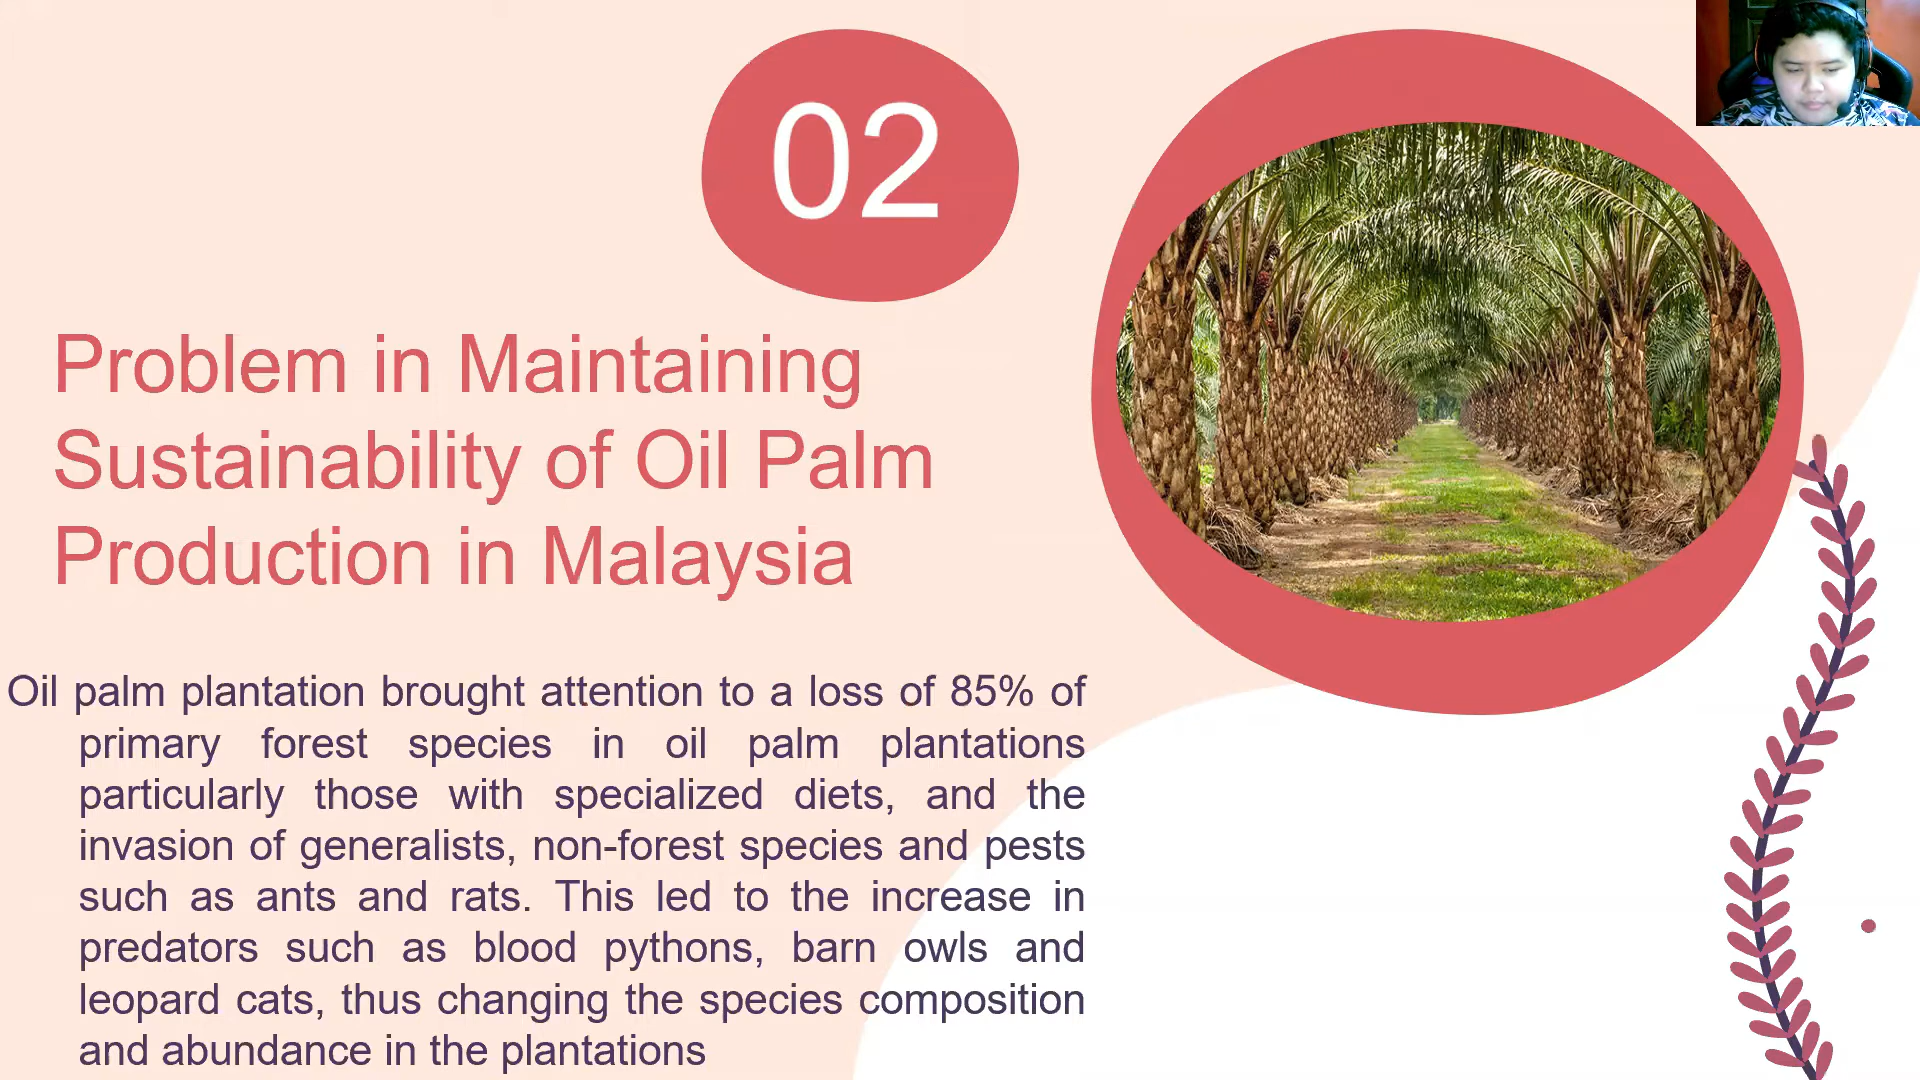 02
Problem in Maintaining
Sustainability of Oil Palm
Production in Malaysia
Oil palm plantation brought attention to a loss of 85% of
primary forest species in oil palm plantations
particularly those with specialized diets, and the
invasion of generalists, non-forest species and pests
such as ants and rats. This led to the increase in
predators such as blood pythons, barn owls and
leopard cats, thus changing the species composition
and abundance in the plantations